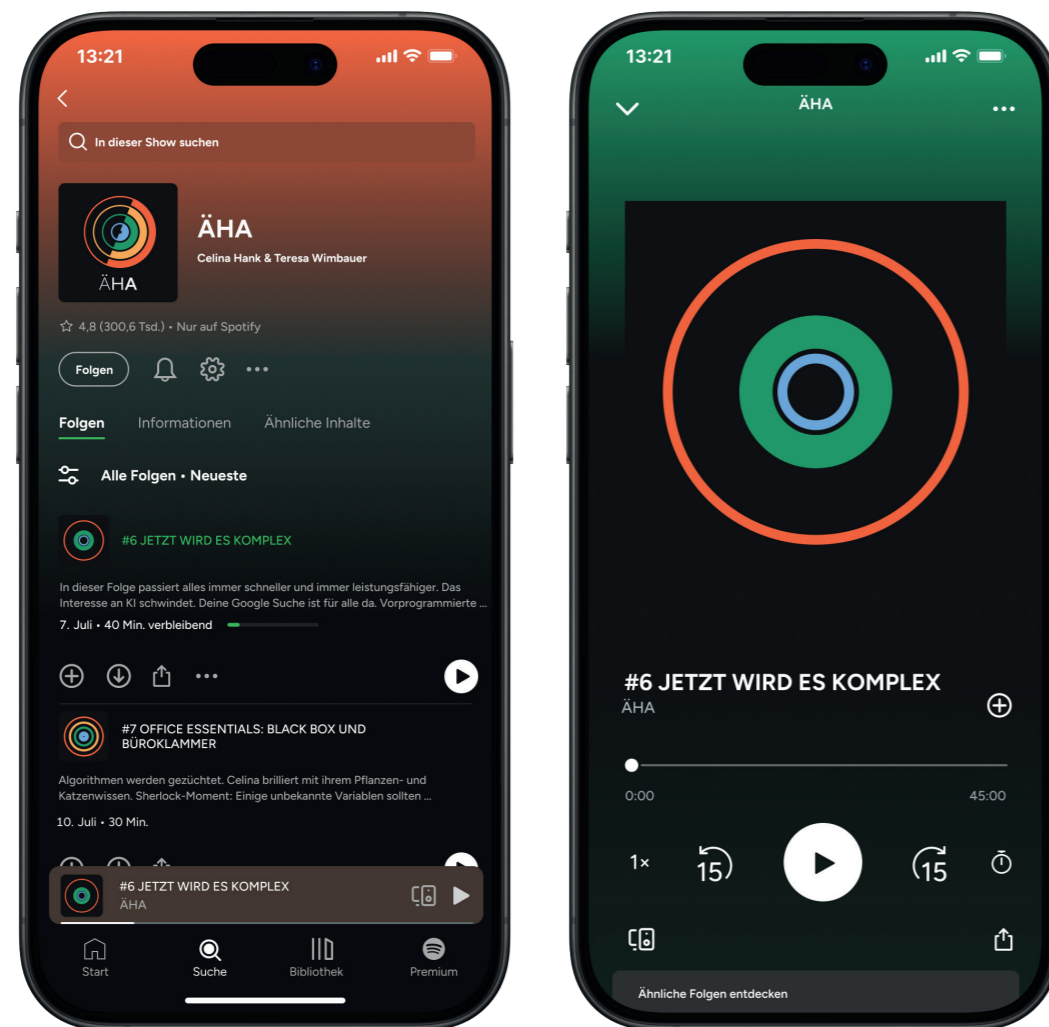 13:21
In dieser Show suchen
ÄHA
ÄHA
Celina Hank & Teresa Wimbauer
4,8 (300,6 Tsd.) • Nur auf Spotify
Folgen
Folgen
Informationen
Ähnliche Inhalte
Alle Folgen • Neueste
#6 JETZT WIRD ES KOMPLEX
In dieser Folge passiert alles immer schneller und immer leistungsfähiger. Das
Interesse an KI schwindet. Deine Google Suche ist für alle da. Vorprogrammierte ...
7. Juli • 40 Min. verbleibend
#7 OFFICE ESSENTIALS: BLACK BOX UND
BÜROKLAMMER
Algorithmen werden gezüchtet. Celina brilliert mit ihrem Pflanzen- und
Katzenwissen. Sherlock-Moment: Einige unbekannte Variablen sollten ...
10. Juli • 30 Min.
#6 JETZT WIRD ES KOMPLEX
ÄHA
Start
Suche
Bibliothek
Premium
13:21
ÄHA
#6 JETZT WIRD ES KOMPLEX
ÄHA
0:00
45:00
1×
15
15
Ähnliche Folgen entdecken